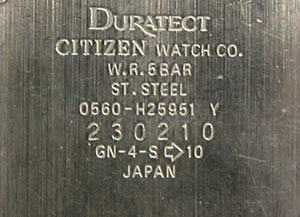 DURATECT
CITIZEN WATCH CO.
W.R.5BAR
ST.STEEL
0560-H25951 Y
230210
GN-4-S⇨10
JAPAN